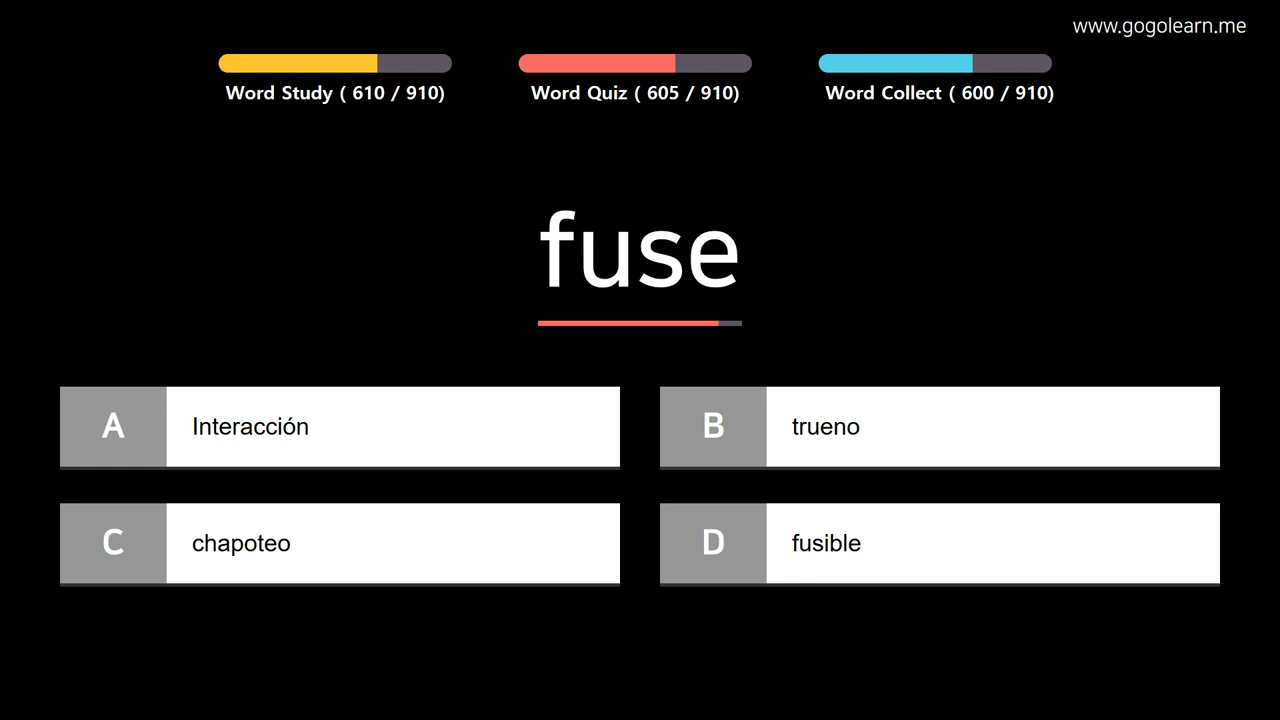 www.gogolearn.me
Word Study ( 610 / 910)
Word Quiz ( 605 / 910)
Word Collect ( 600 / 910)
fuse
A Interacción
B trueno
C chapoteo
D fusible